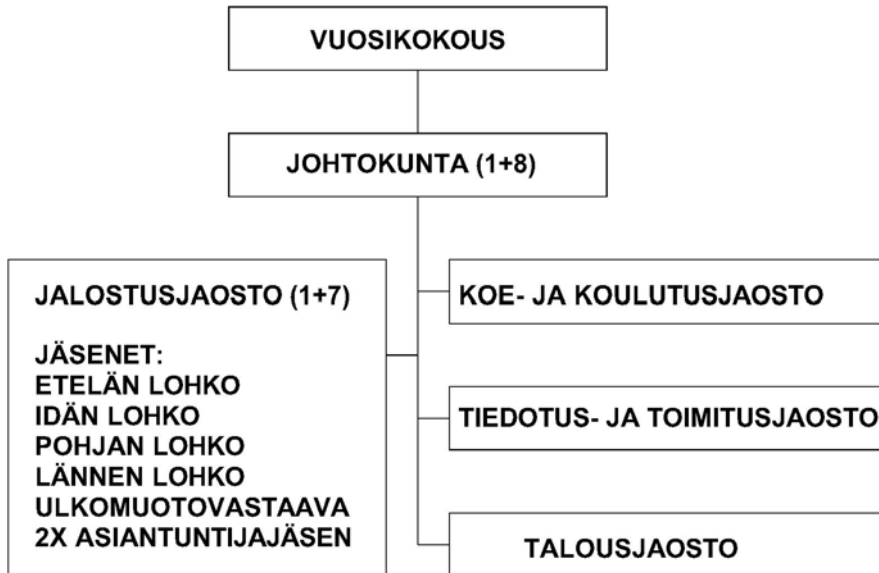 VUOSIKOKOUS
JOHTOKUNTA (1+8)
JALOSTUSJAOSTO (1+7)
JÄSENET:
ETELÄN LOHKO
IDÄN LOHKO
POHJAN LOHKO
LÄNNEN LOHKO
ULKOMUOTOVASTAAVA
2X ASIANTUNTIJAJÄSEN
KOE- JA KOULUTUSJAOSTO
TIEDOTUS- JA TOIMITUSJAOSTO
TALOUSJAOSTO